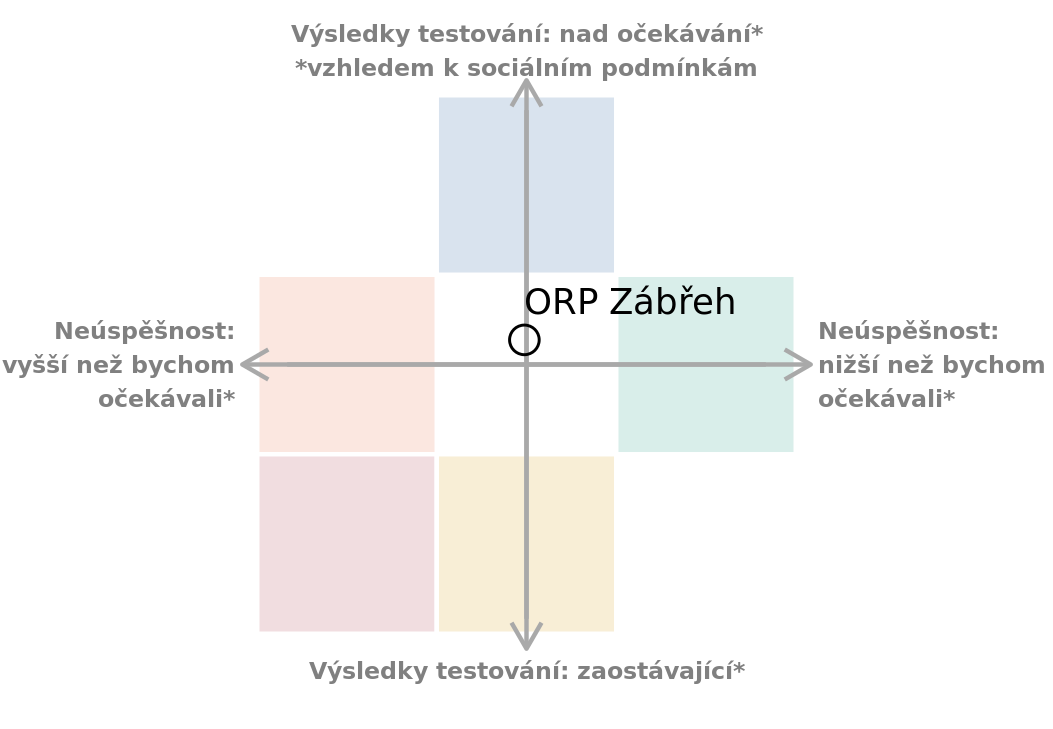 Výsledky testování: nad očekávání*
*vzhledem k sociálním podmínkám
ORP Zábřeh
Neúspěšnost:
vyšší než bychom
očekávali*
Neúspěšnost:
nižší než bychom
očekávali*
Výsledky testování: zaostávající*